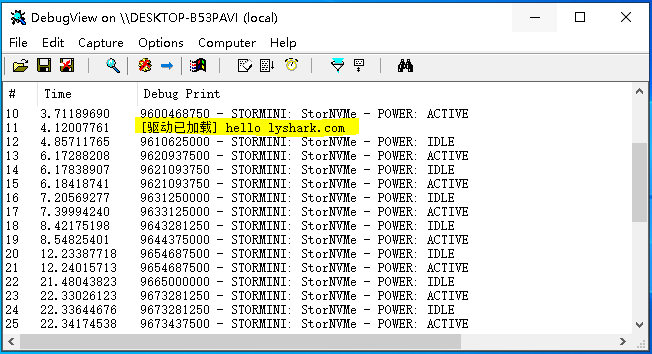 DebugView on \\DESKTOP-B53PAVI (local)
File Edit Capture Options Computer Help
# Time Debug Print
10 3.71189690 9600468750 - STORMINI: StorNVMe - POWER: ACTIVE
11 4.12007761 [驱动已加载] hello lyshark.com
12 4.85711765 9610625000 - STORMINI: StorNVMe - POWER: IDLE
13 6.17288208 9620937500 - STORMINI: StorNVMe - POWER: ACTIVE
14 6.17838907 9621093750 - STORMINI: StorNVMe - POWER: IDLE
15 6.18418741 9621093750 - STORMINI: StorNVMe - POWER: ACTIVE
16 7.20569277 9631250000 - STORMINI: StorNVMe - POWER: IDLE
17 7.39994240 9633125000 - STORMINI: StorNVMe - POWER: ACTIVE
18 8.42175198 9643281250 - STORMINI: StorNVMe - POWER: IDLE
19 8.54825401 9644375000 - STORMINI: StorNVMe - POWER: ACTIVE
20 12.23387718 9654687500 - STORMINI: StorNVMe - POWER: IDLE
21 12.24015713 9654687500 - STORMINI: StorNVMe - POWER: ACTIVE
22 21.48043823 9665000000 - STORMINI: StorNVMe - POWER: IDLE
23 22.33026123 9673281250 - STORMINI: StorNVMe - POWER: ACTIVE
24 22.33644676 9673281250 - STORMINI: StorNVMe - POWER: IDLE
25 22.34174538 9673437500 - STORMINI: StorNVMe - POWER: ACTIVE